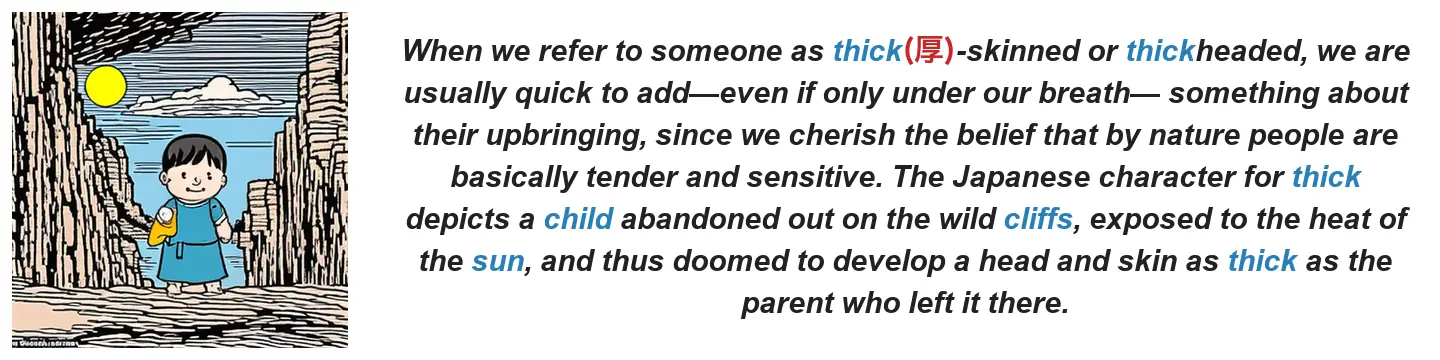 When we refer to someone as thick(厚)-skinned or thickheaded, we are
usually quick to add—even if only under our breath— something about
their upbringing, since we cherish the belief that by nature people are
basically tender and sensitive. The Japanese character for thick
depicts a child abandoned out on the wild cliffs, exposed to the heat of
the sun, and thus doomed to develop a head and skin as thick as the
parent who left it there.